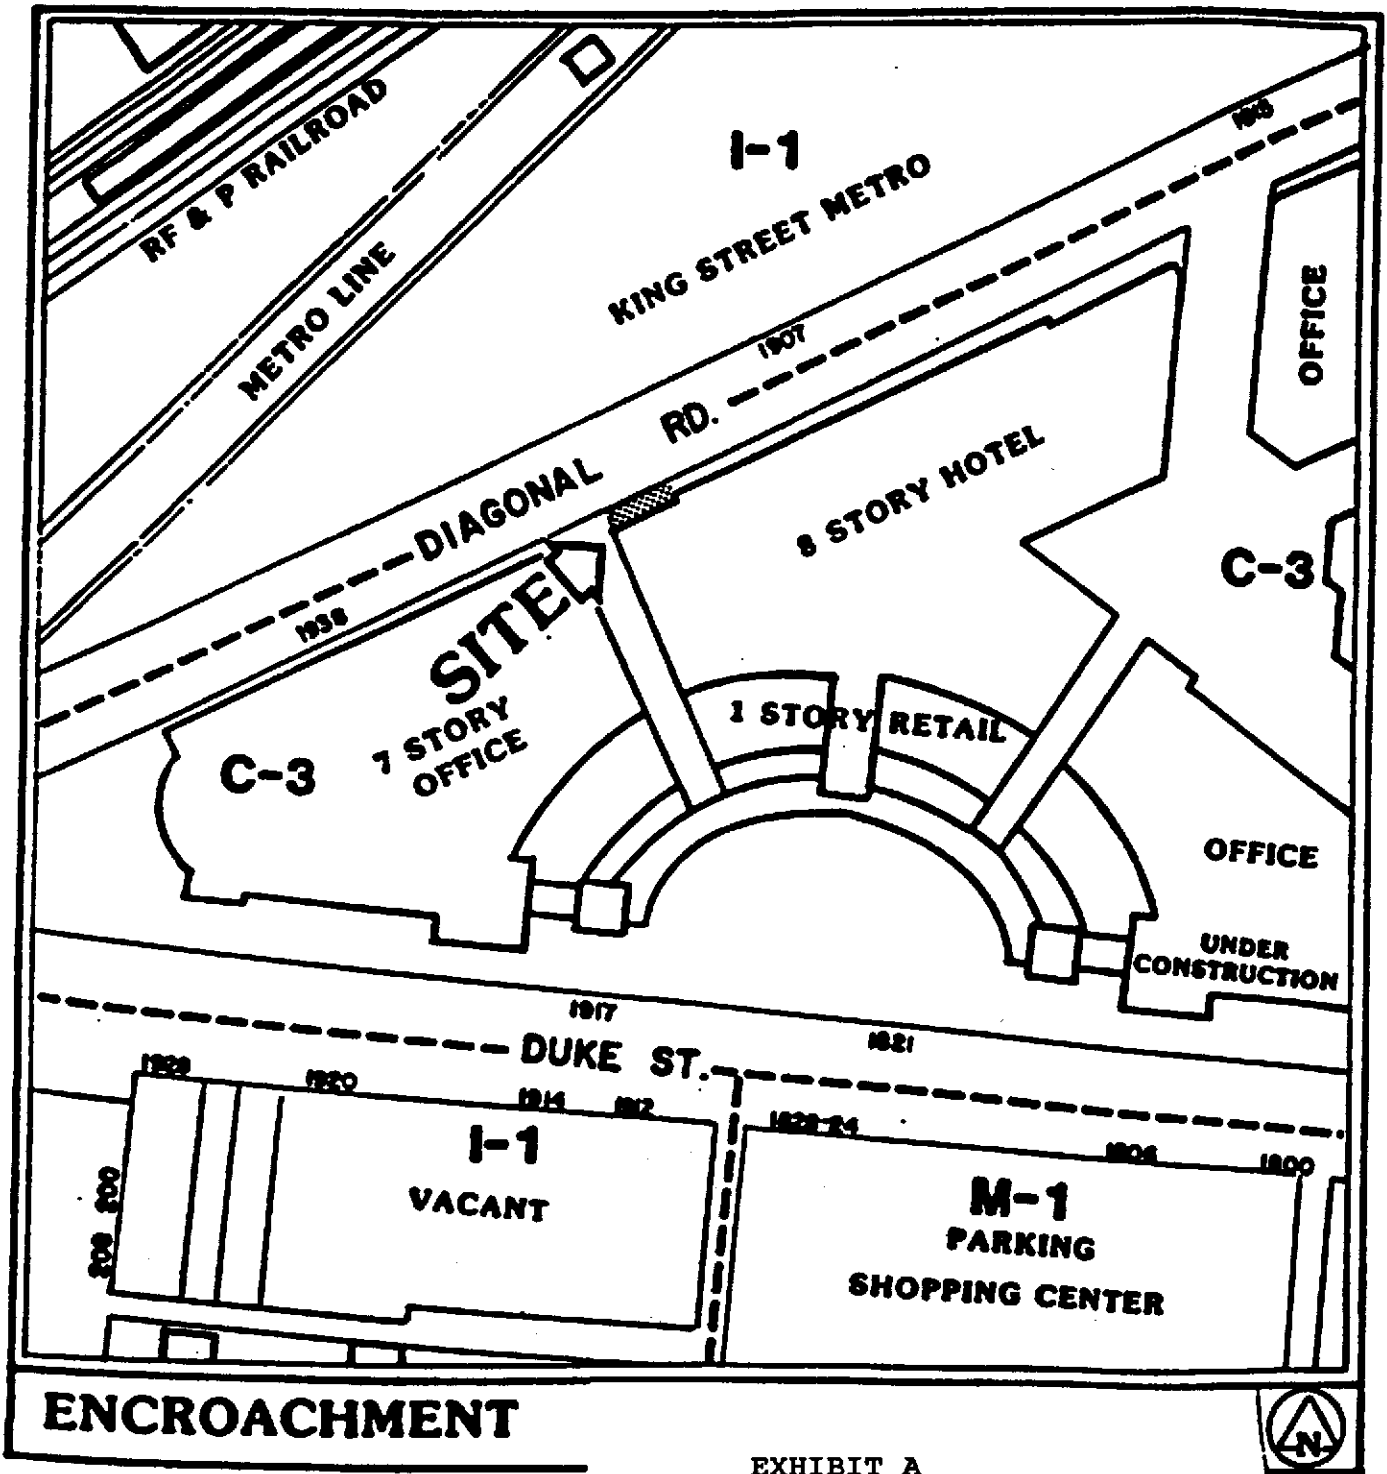 RF & P RAILROAD
METRO LINE
I-1
KING STREET METRO
1907
DIAGONAL RD.
OFFICE
8 STORY HOTEL
C-3
1938
SITE
7 STORY
OFFICE
C-3
1 STORY RETAIL
OFFICE
UNDER
CONSTRUCTION
1917
1821
DUKE ST.
1920
1914
1912
1800
I-1
VACANT
200
208
M-1
PARKING
SHOPPING CENTER
ENCROACHMENT
N
EXHIBIT A